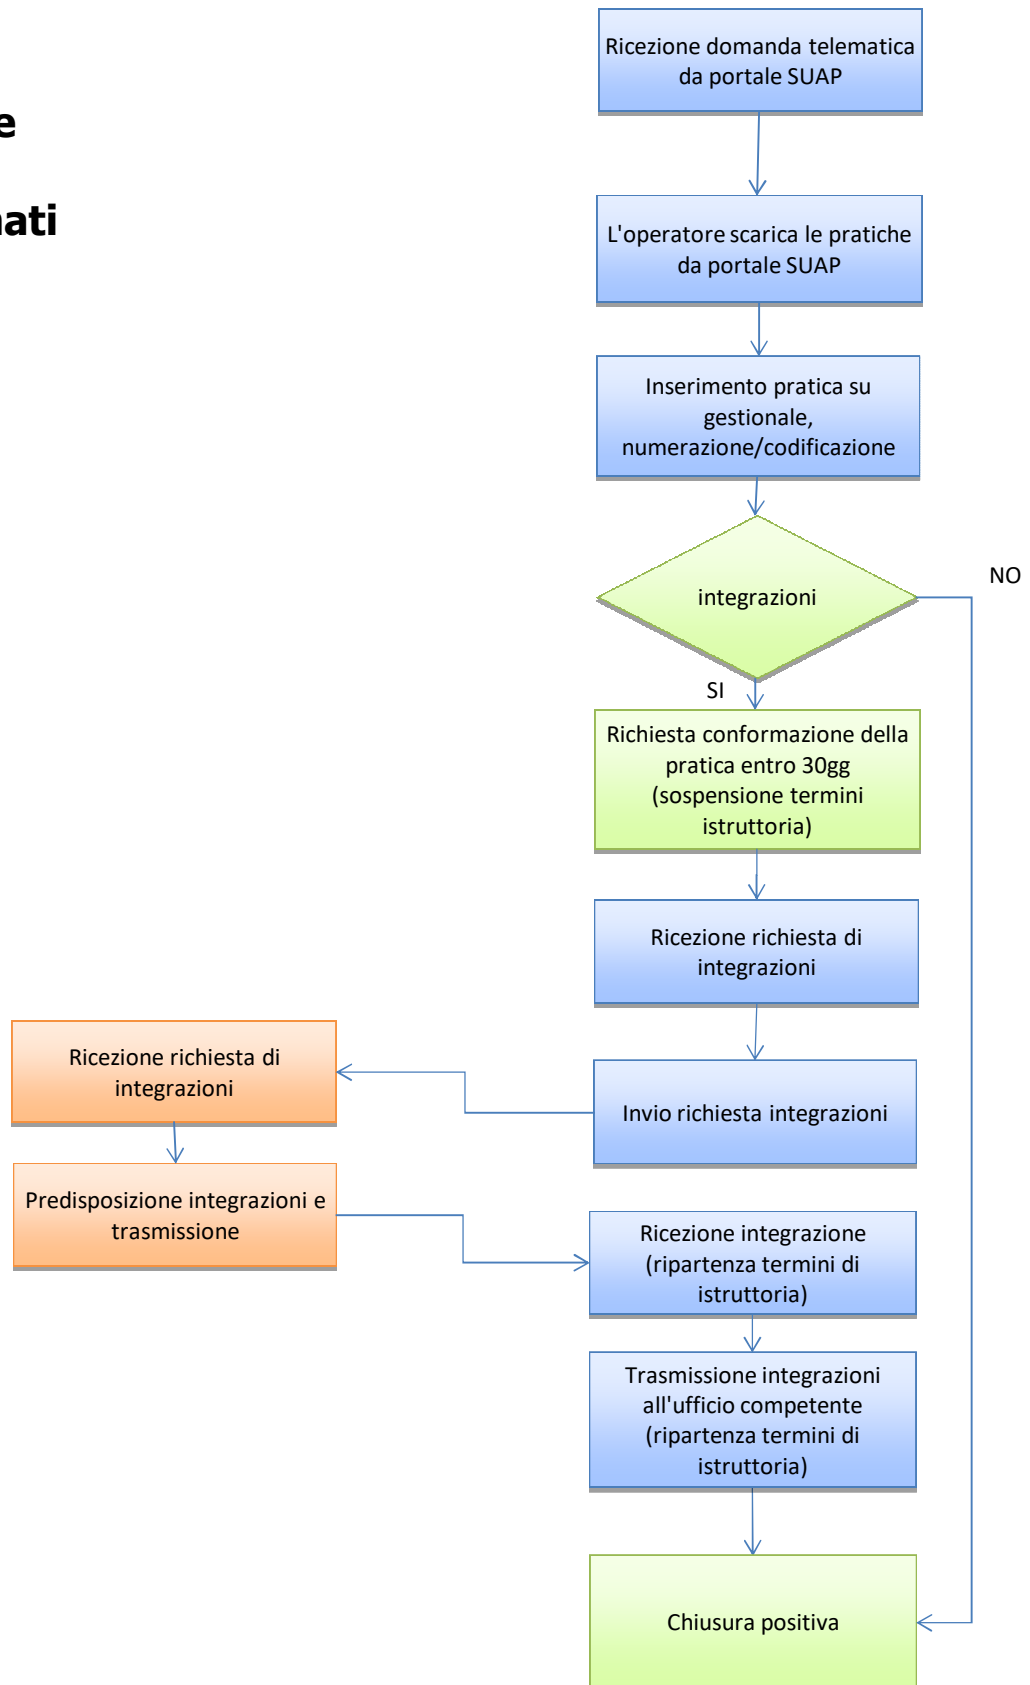 Ricezione domanda telematica
da portale SUAP
e
nati
L'operatore scarica le pratiche
da portale SUAP
Inserimento pratica su
gestionale,
numerazione/codificazione
integrazioni
NO
SI
Richiesta conformazione della
pratica entro 30gg
(sospensione termini
istruttoria)
Ricezione richiesta di
integrazioni
Invio richiesta integrazioni
Ricezione richiesta di
integrazioni
Predisposizione integrazioni e
trasmissione
Ricezione integrazione
(ripartenza termini di
istruttoria)
Trasmissione integrazioni
all'ufficio competente
(ripartenza termini di
istruttoria)
Chiusura positiva